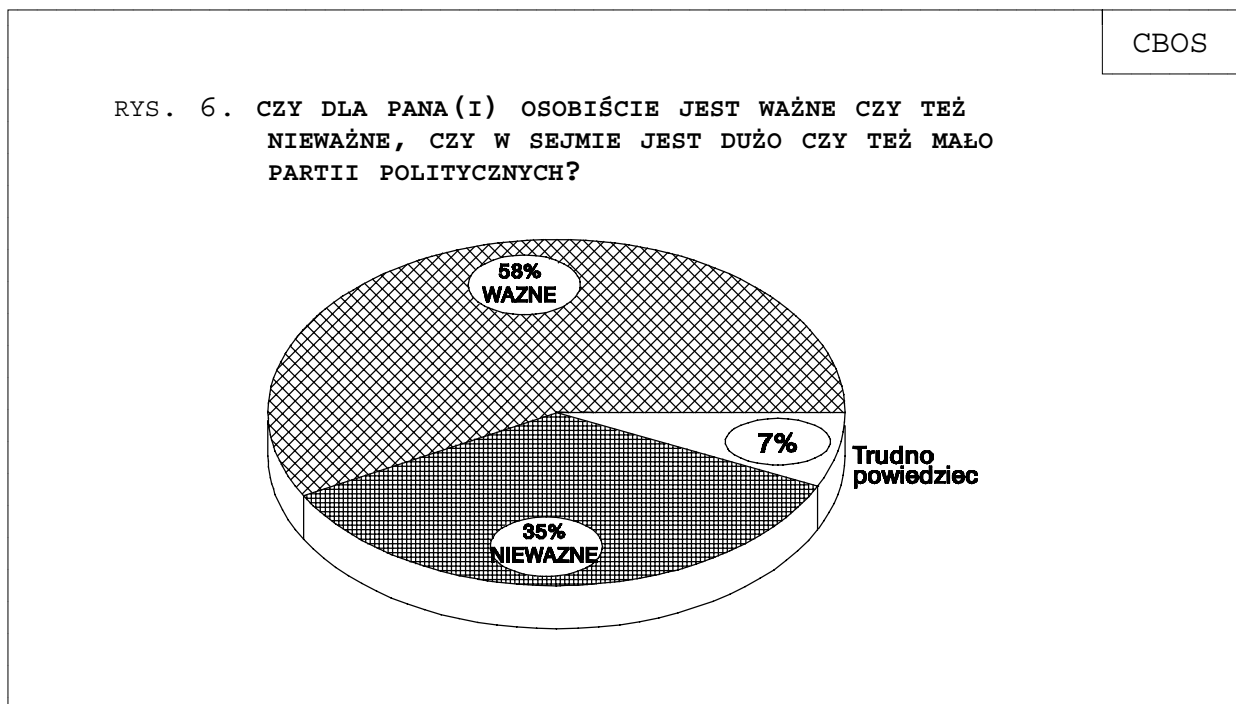 CBOS
RYS. 6. CZY DLA PANA(I) OSOBIŚCIE JEST WAŻNE CZY TEŻ
NIEWAŻNE, CZY W SEJMIE JEST DUŻO CZY TEŻ MAŁO
PARTII POLITYCZNYCH?
58%
WAZNE
7%
Trudno
powiedziec
35%
NIEWAZNE